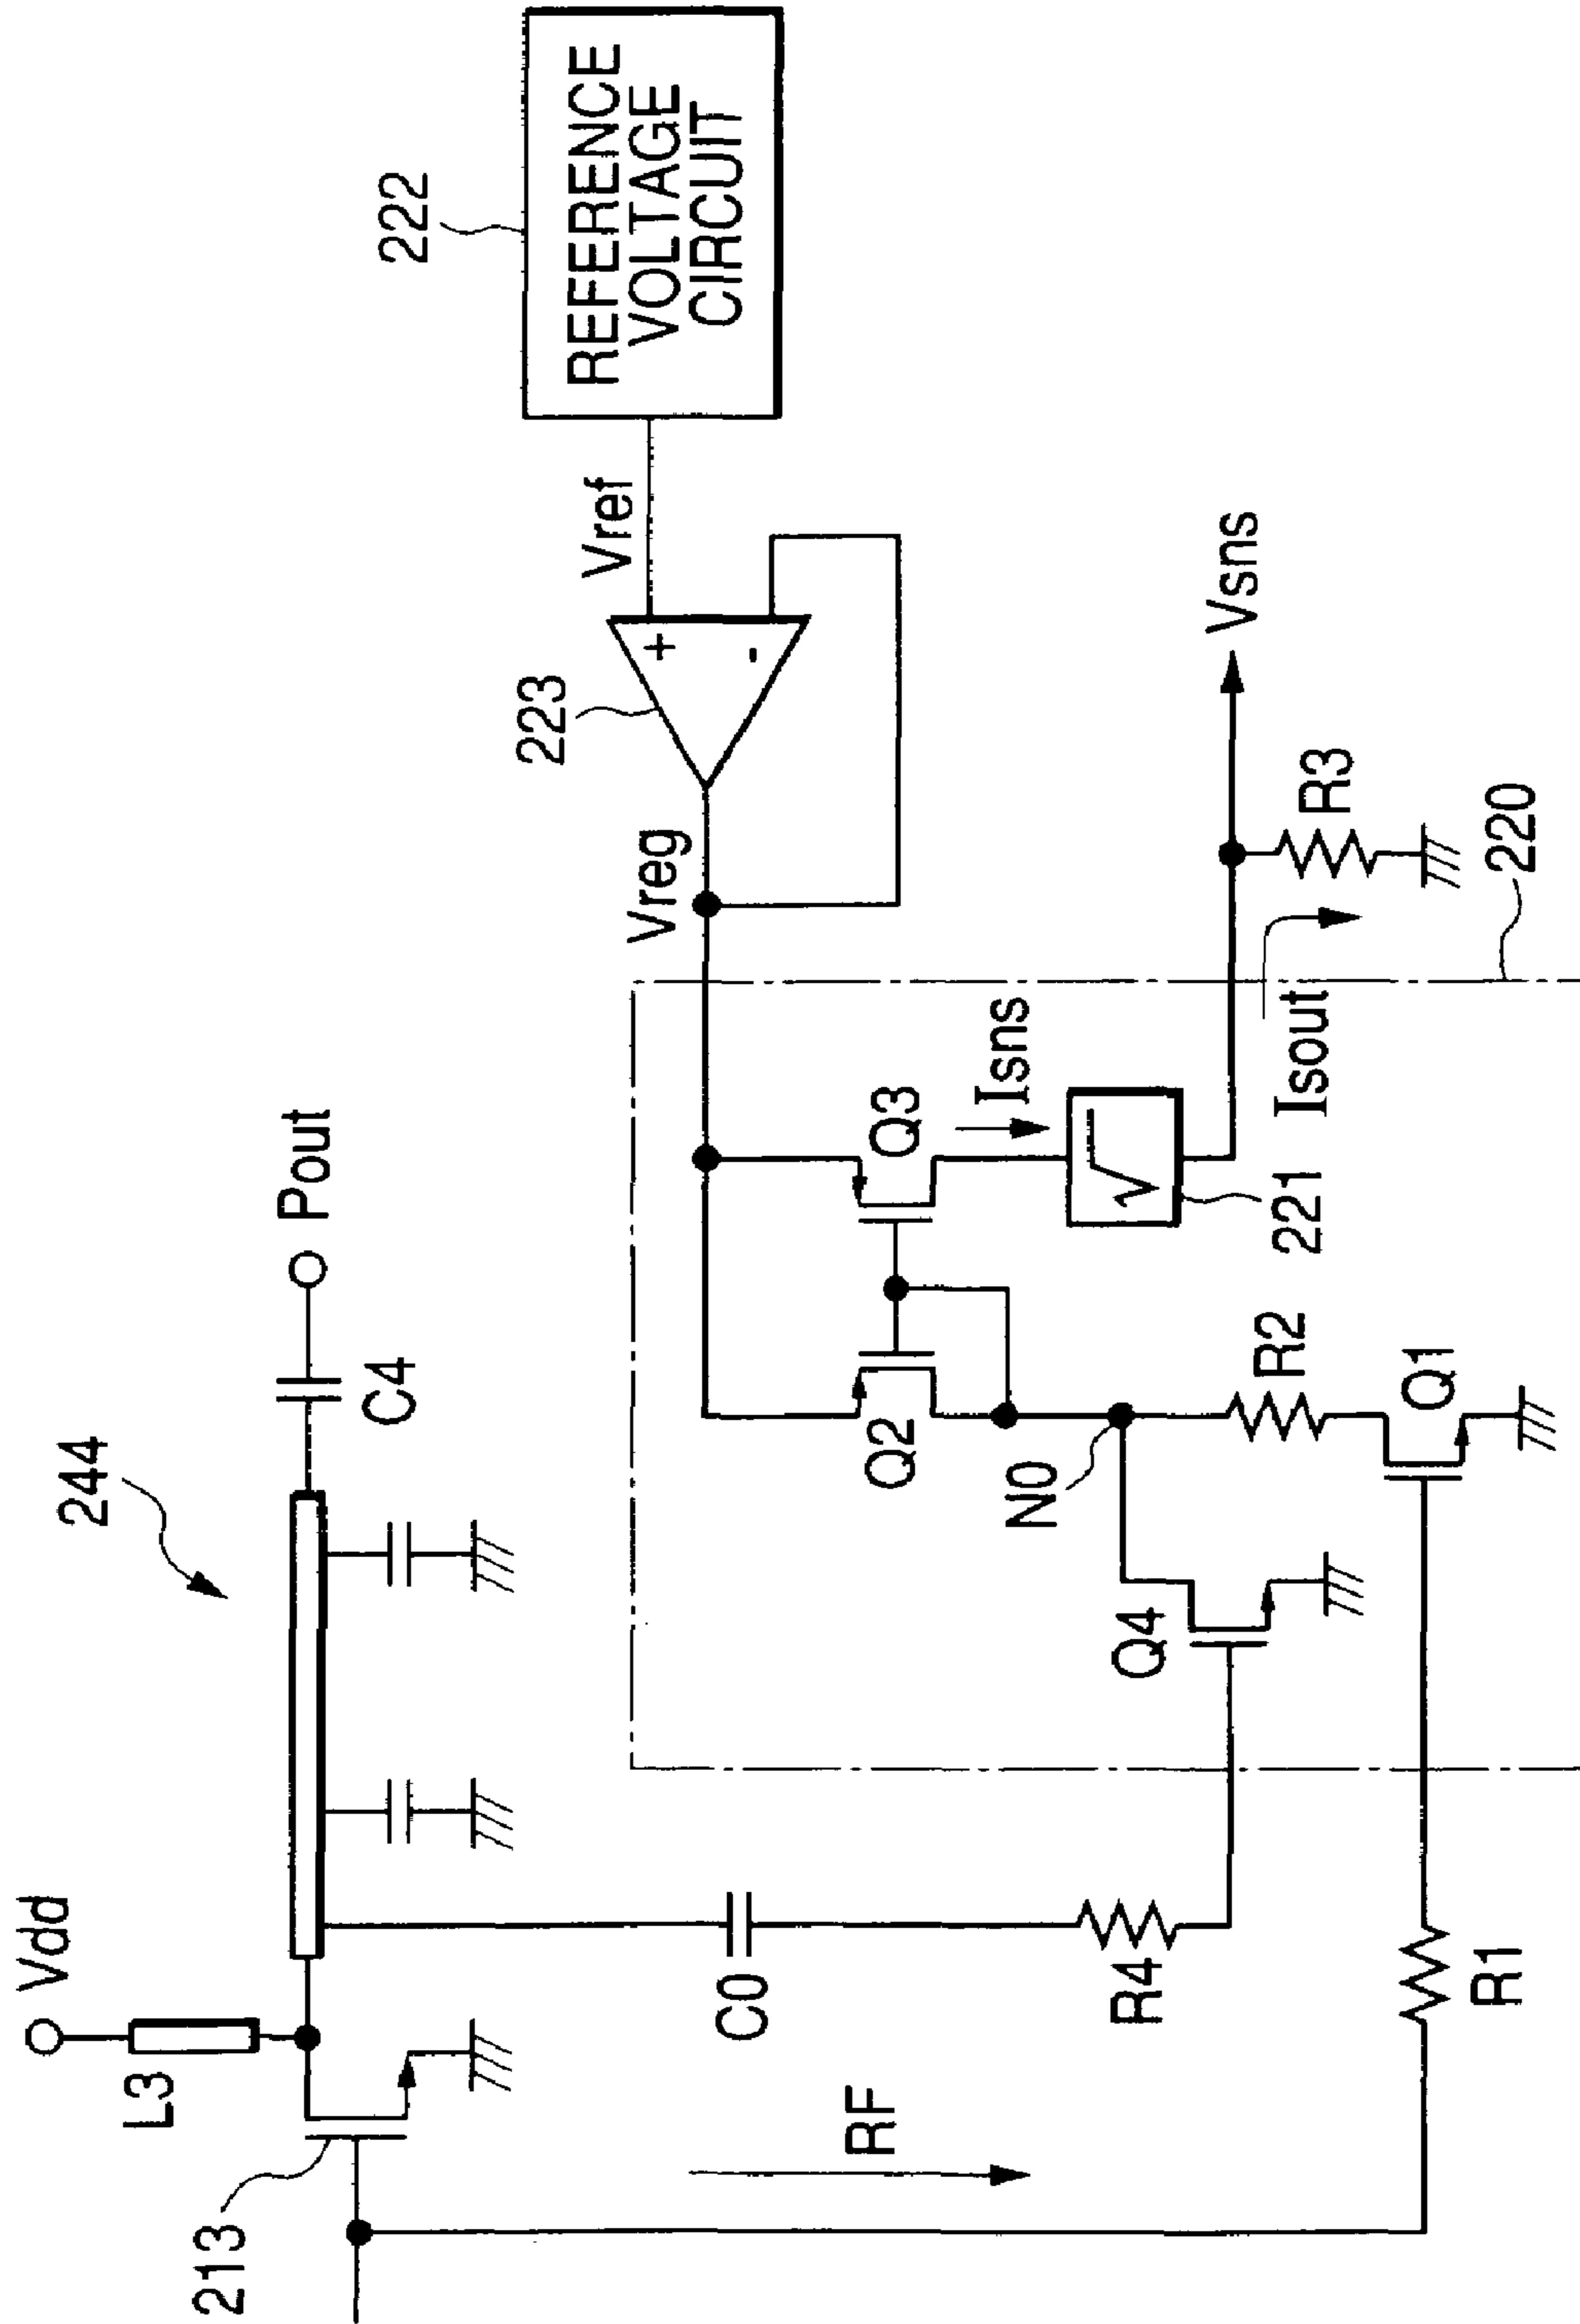 Vdd
L3
213
244
Pout
C4
C0
R4
RF
R1
222
REFERENCE
VOLTAGE
CIRCUIT
Vref
+
-
223
Vreg
Q2
Q3
Isns
√
221
N0
R2
Q4
Q1
Isout
Vsns
R3
220